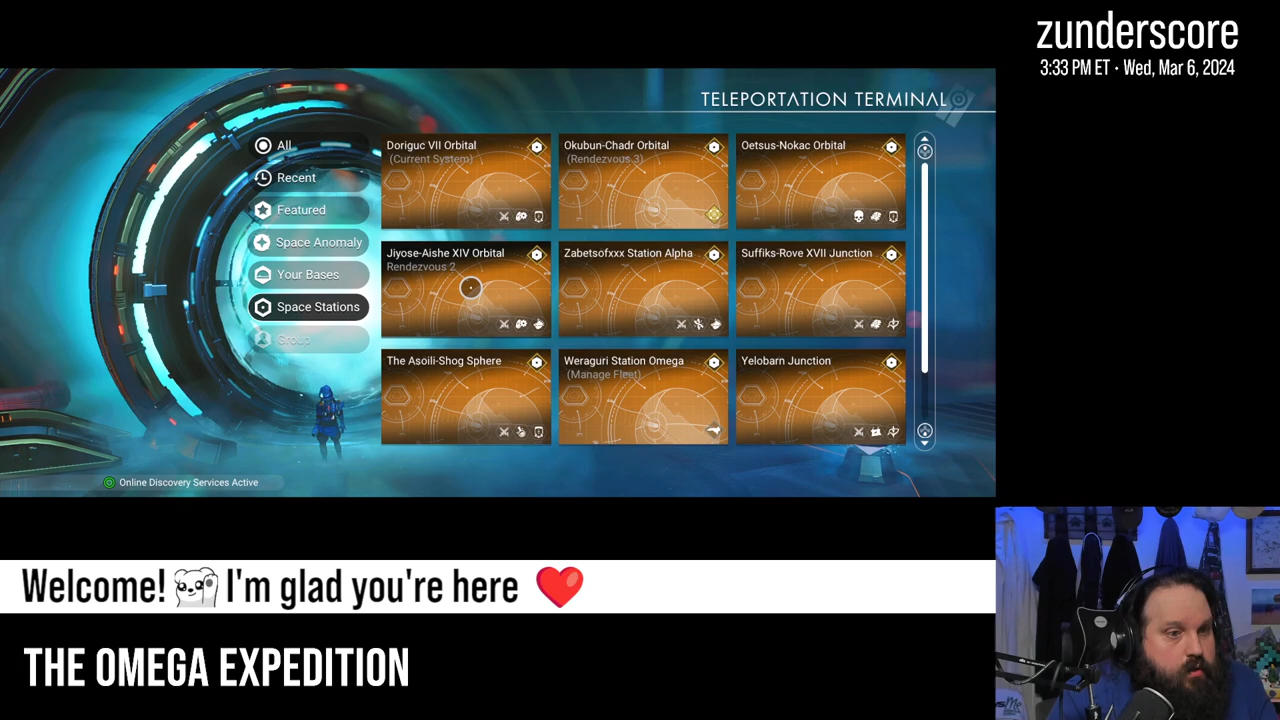 zunderscore
3:33 PM ET · Wed, Mar 6, 2024
TELEPORTATION TERMINAL
All
Recent
Featured
Space Anomaly
Your Bases
Space Stations
Group
Doriguc VII Orbital
(Current System)
Okubun-Chadr Orbital
(Rendezvous 3)
Oetsus-Nokac Orbital
Jiyose-Aishe XIV Orbital
Rendezvous 2
Zabetsofxxx Station Alpha
Suffiks-Rove XVII Junction
The Asoili-Shog Sphere
Weraguri Station Omega
(Manage Fleet)
Yelobarn Junction
Online Discovery Services Active
Welcome! I'm glad you're here
THE OMEGA EXPEDITION